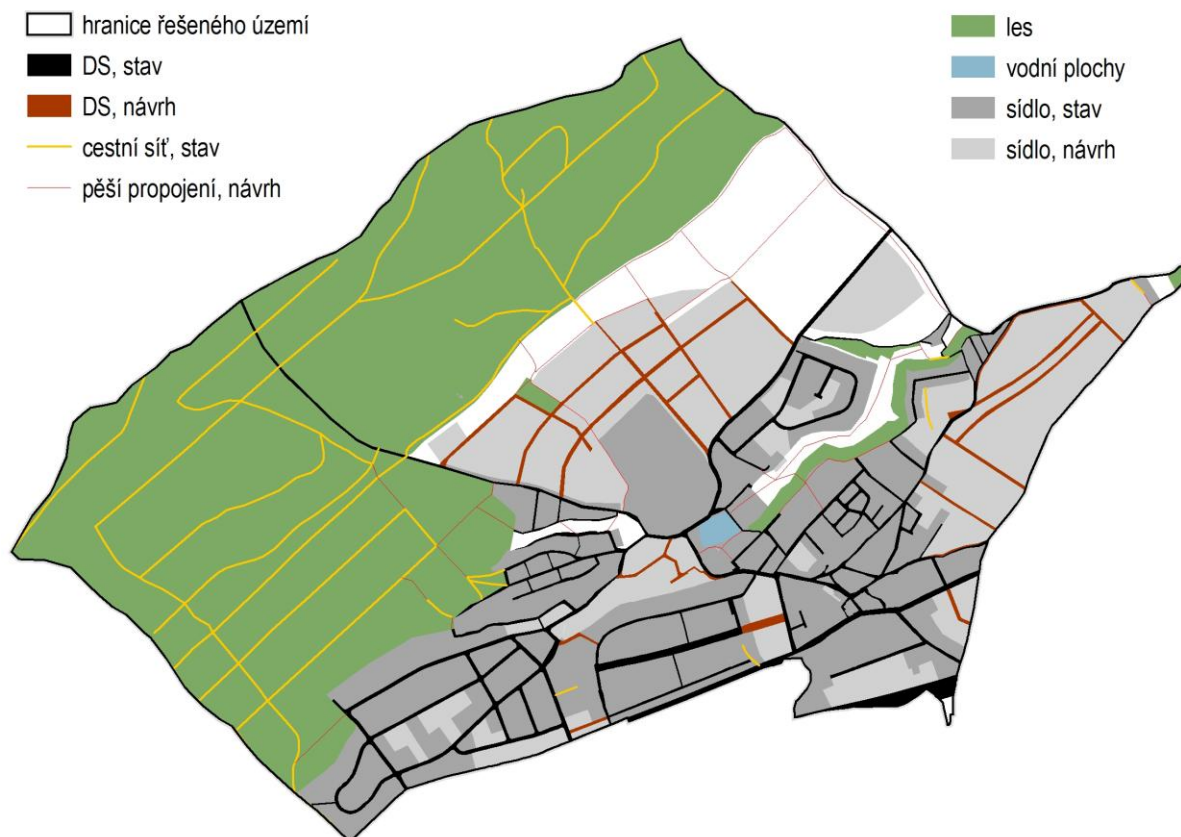 hranice řešeného území
DS, stav
DS, návrh
cestní síť, stav
pěší propojení, návrh
les
vodní plochy
sídlo, stav
sídlo, návrh